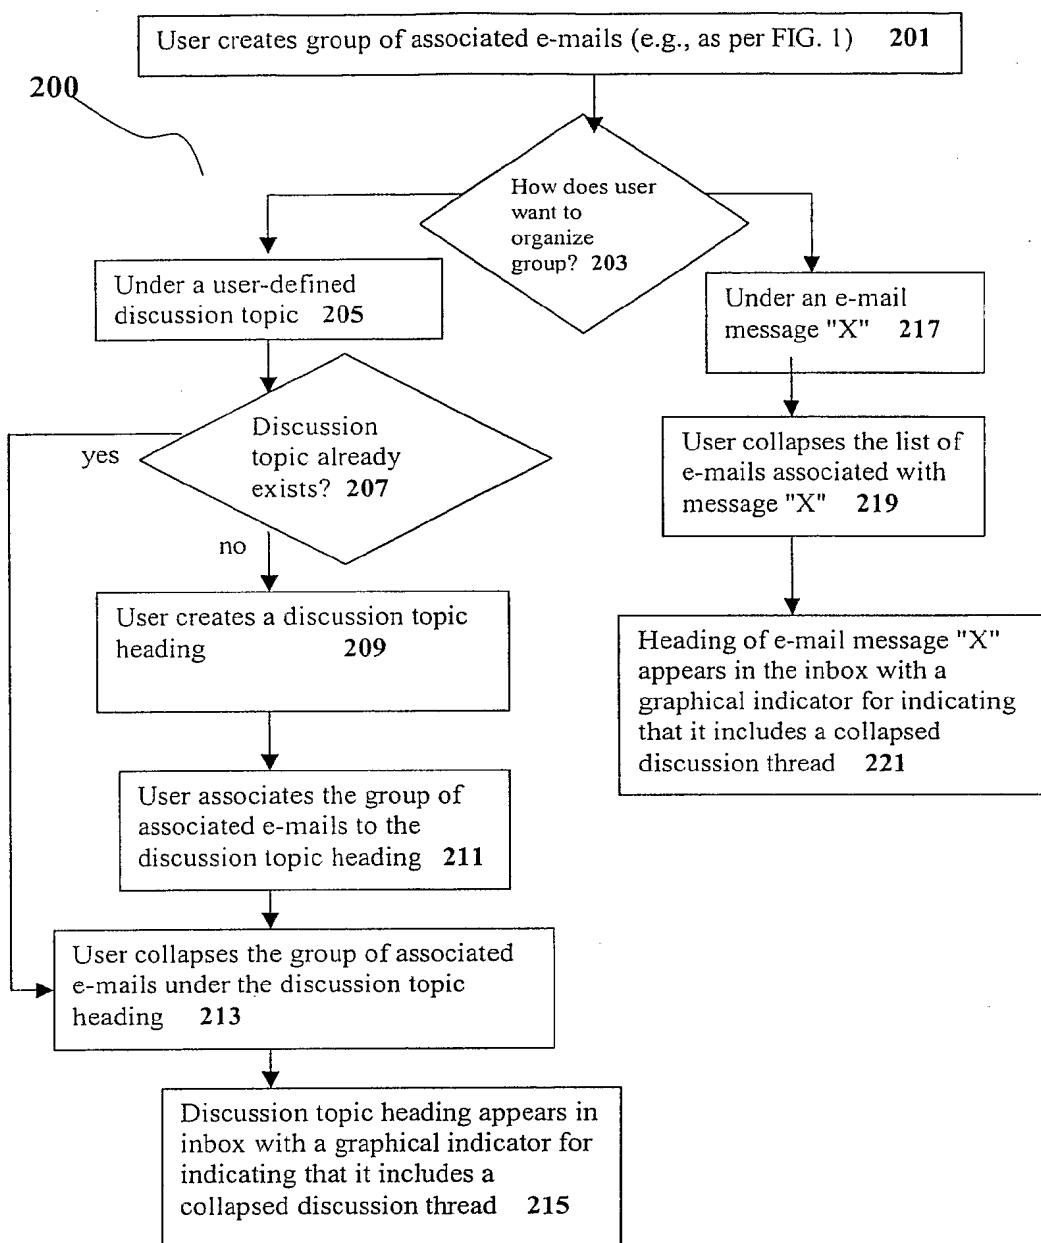 User creates group of associated e-mails (e.g., as per FIG. 1) 201
200
How does user
want to
organize
group? 203
Under a user-defined
discussion topic 205
Under an e-mail
message "X" 217
Discussion
topic already
exists? 207
yes
no
User collapses the list of
e-mails associated with
message "X" 219
User creates a discussion topic
heading 209
Heading of e-mail message "X"
appears in the inbox with a
graphical indicator for indicating
that it includes a collapsed
discussion thread 221
User associates the group of
associated e-mails to the
discussion topic heading 211
User collapses the group of associated
e-mails under the discussion topic
heading 213
Discussion topic heading appears in
inbox with a graphical indicator for
indicating that it includes a
collapsed discussion thread 215